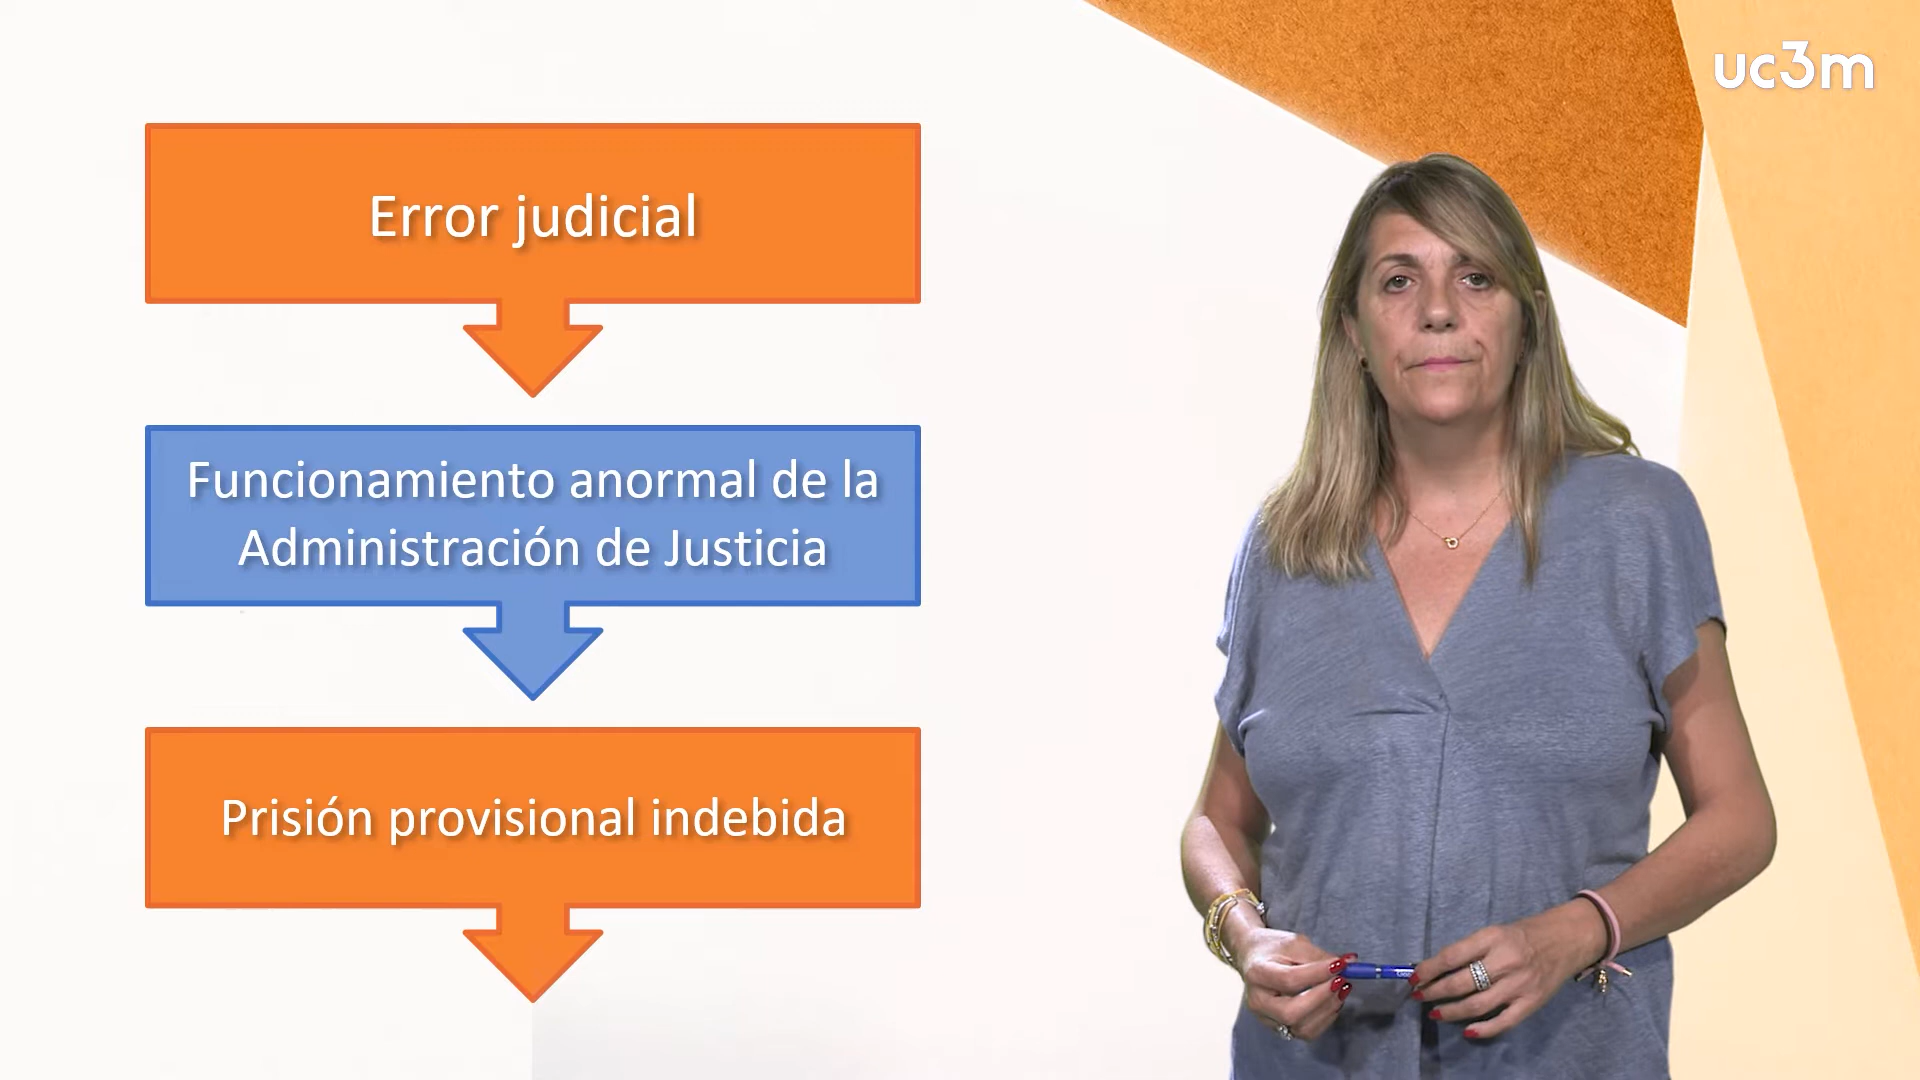 uc3m
Error judicial
Funcionamiento anormal de la
Administración de Justicia
Prisión provisional indebida